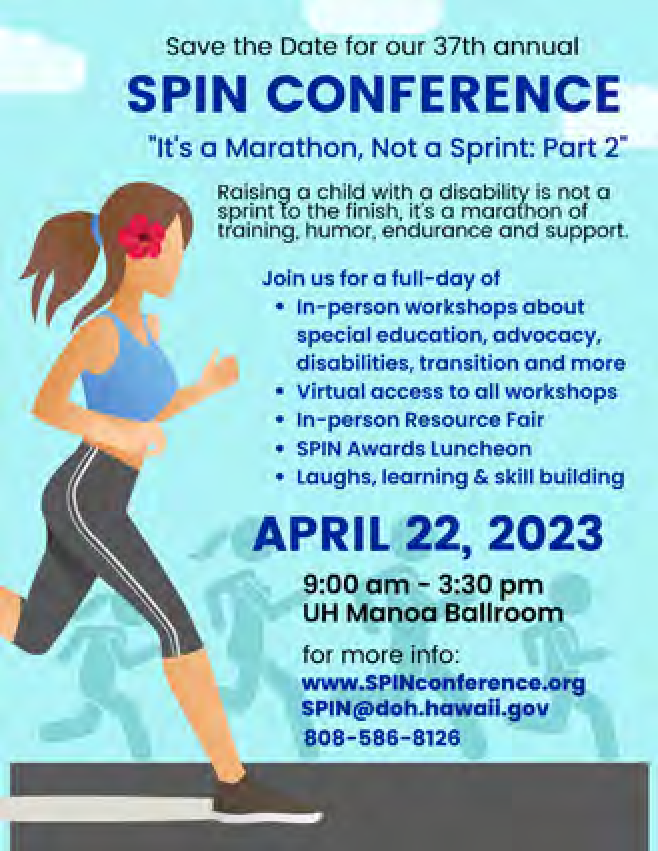 Save the Date for our 37th annual
SPIN CONFERENCE
"It's a Marathon, Not a Sprint: Part 2"
Raising a child with a disability is not a
sprint to the finish, it's a marathon of
training, humor, endurance and support.
Join us for a full-day of
• In-person workshops about
special education, advocacy,
disabilities, transition and more
• Virtual access to all workshops
• In-person Resource Fair
• SPIN Awards Luncheon
• Laughs, learning & skill building
APRIL 22, 2023
9:00 am - 3:30 pm
UH Manoa Ballroom
for more info:
www.SPINconference.org
SPIN@doh.hawaii.gov
808-586-8126